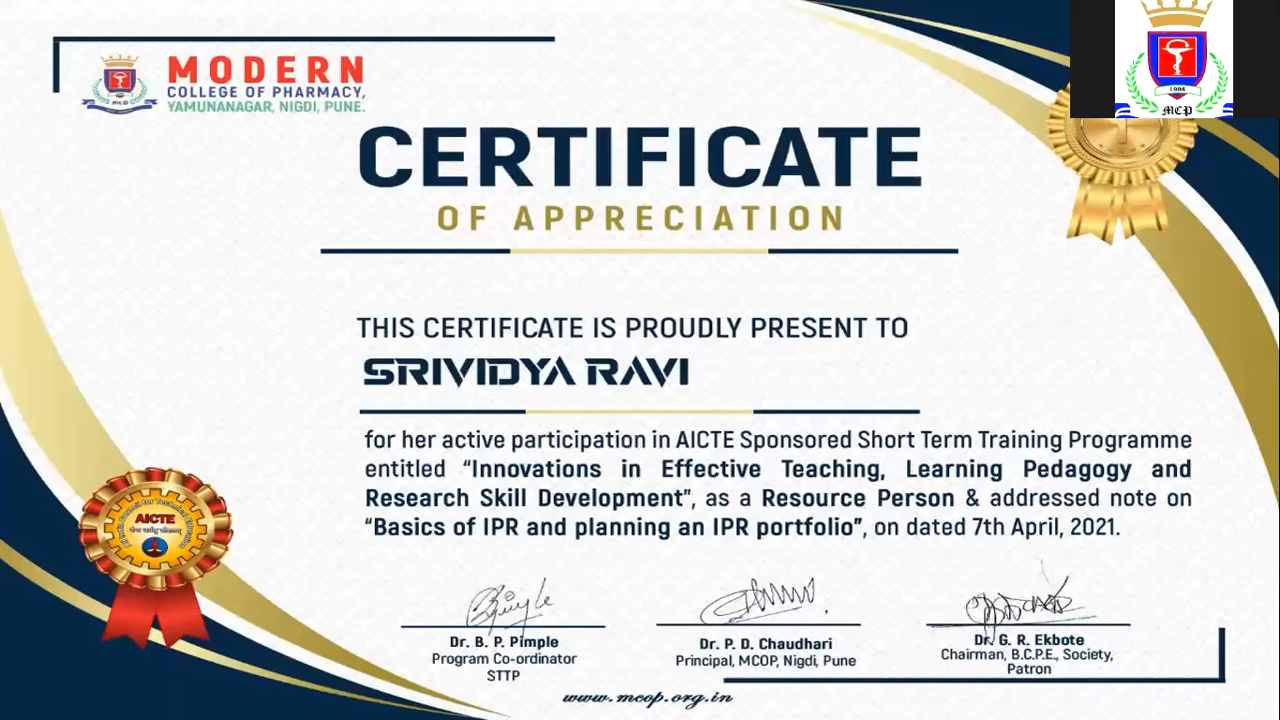 MODERN
COLLEGE OF PHARMACY,
YAMUNANAGAR, NIGDI, PUNE.
MCP
1998
MCP
CERTIFICATE
OF APPRECIATION
THIS CERTIFICATE IS PROUDLY PRESENT TO
SRIVIDYA RAVI
for her active participation in AICTE Sponsored Short Term Training Programme
entitled “Innovations in Effective Teaching, Learning Pedagogy and
Research Skill Development”, as a Resource Person & addressed note on
“Basics of IPR and planning an IPR portfolio”, on dated 7th April, 2021.
AICTE
Dr. B. P. Pimple
Program Co-ordinator
STTP
Dr. P. D. Chaudhari
Principal, MCOP, Nigdi, Pune
Dr. G. R. Ekbote
Chairman, B.C.P.E., Society,
Patron
www.mcop.org.in